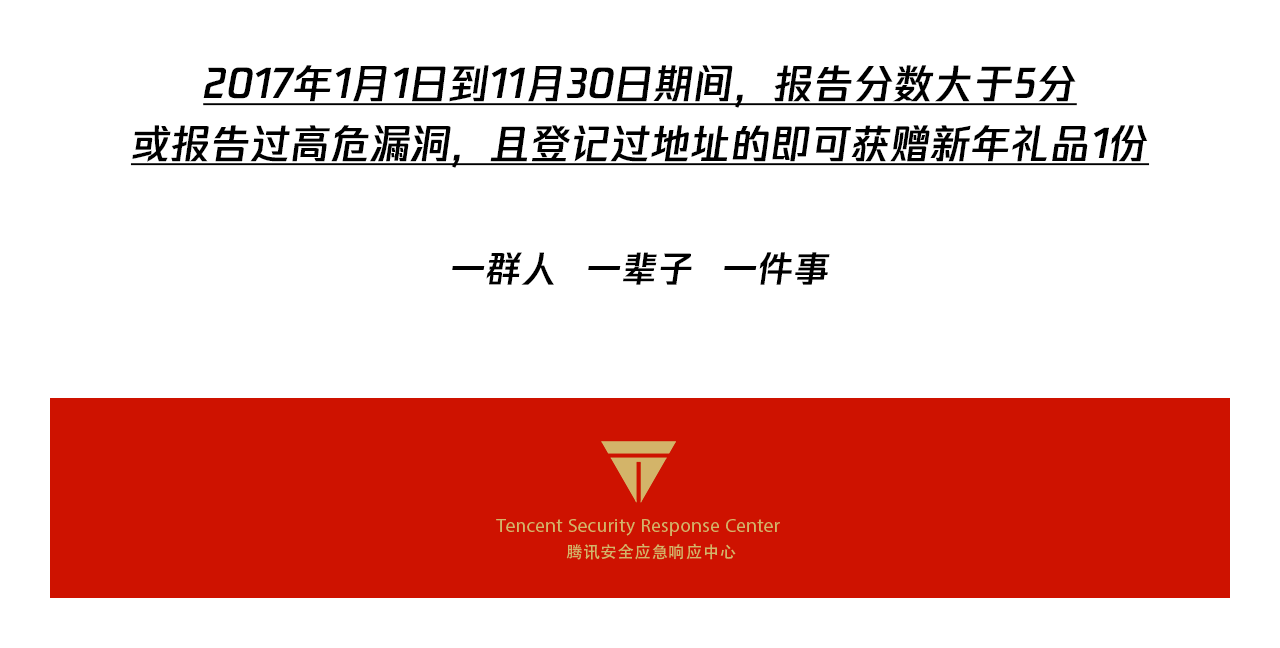 2017年1月1日到11月30日期间，报告分数大于5分
或报告过高危漏洞，且登记过地址的即可获赠新年礼品1份
一群人 一辈子 一件事
Tencent Security Response Center
腾讯安全应急响应中心